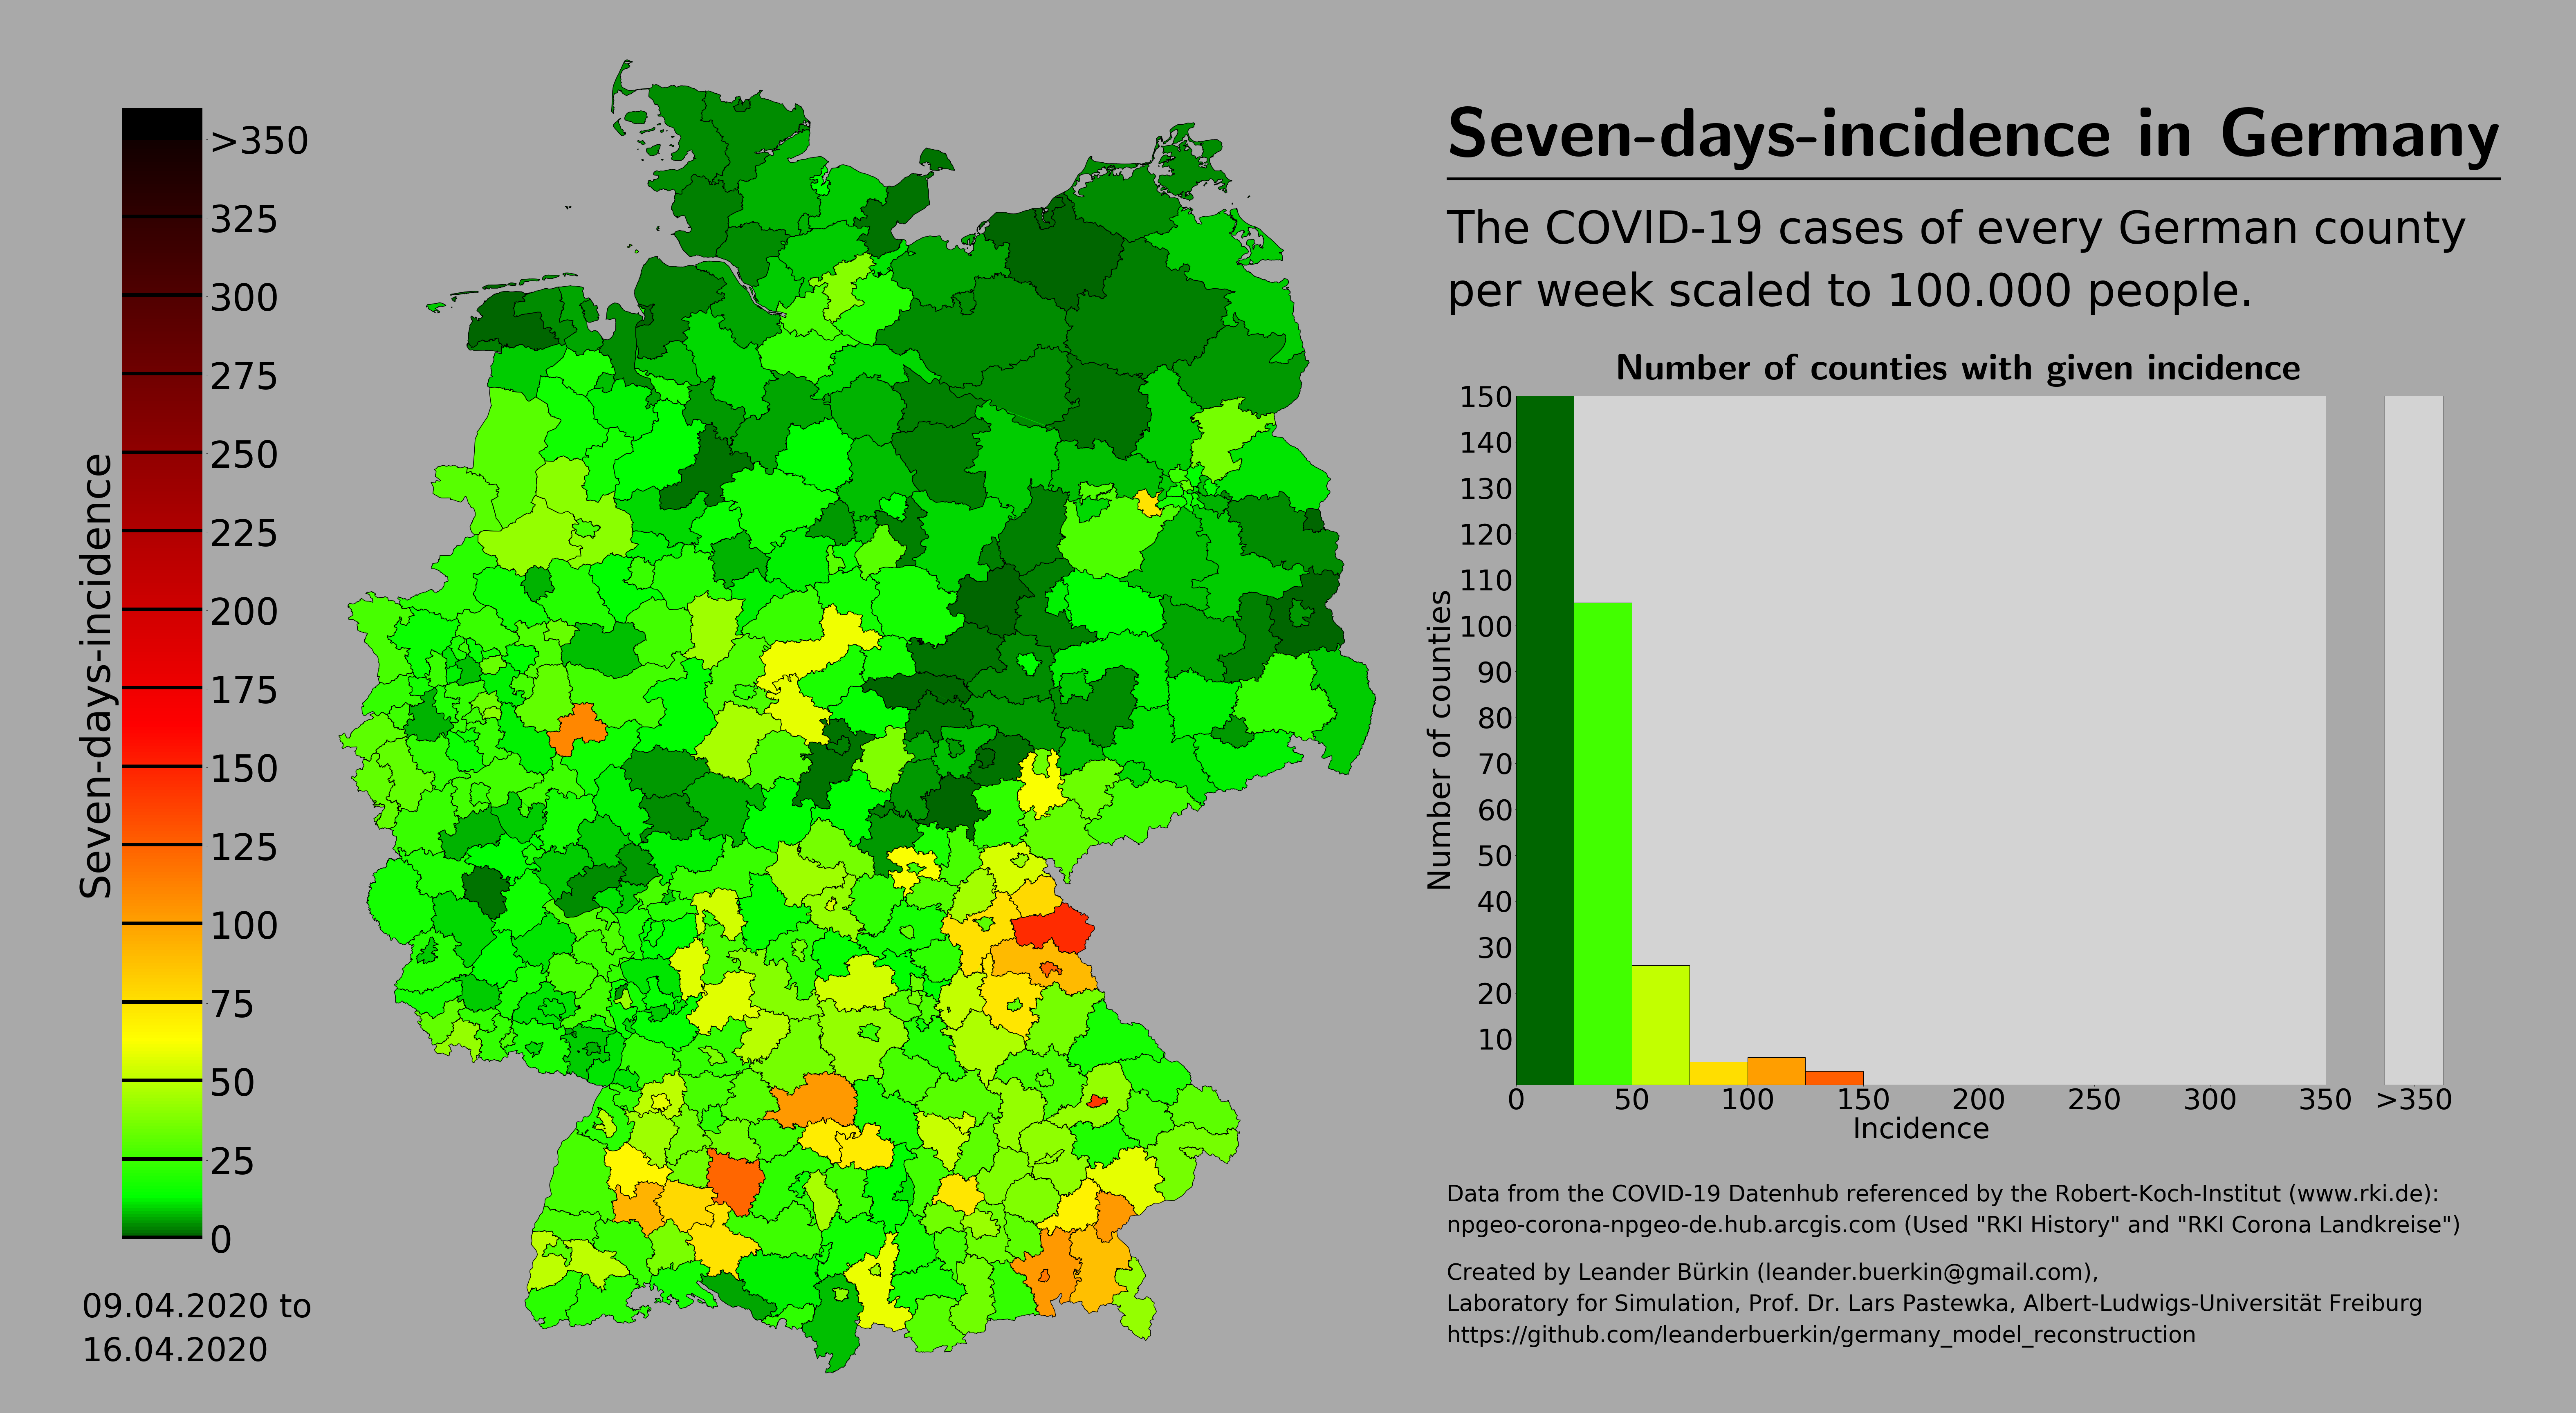 Seven-days-incidence in Germany
The COVID-19 cases of every German county
per week scaled to 100.000 people.
Seven-days-incidence
>350
325
300
275
250
225
200
175
150
125
100
75
50
25
0
09.04.2020 to
16.04.2020
Number of counties with given incidence
Number of counties
150
140
130
120
110
100
90
80
70
60
50
40
30
20
10
0 50 100 150 200 250 300 350 >350
Incidence
Data from the COVID-19 Datenhub referenced by the Robert-Koch-Institut (www.rki.de):
npgeo-corona-npgeo-de.hub.arcgis.com (Used "RKI History" and "RKI Corona Landkreise")
Created by Leander Bürkin (leander.buerkin@gmail.com),
Laboratory for Simulation, Prof. Dr. Lars Pastewka, Albert-Ludwigs-Universität Freiburg
https://github.com/leanderbuerkin/germany_model_reconstruction